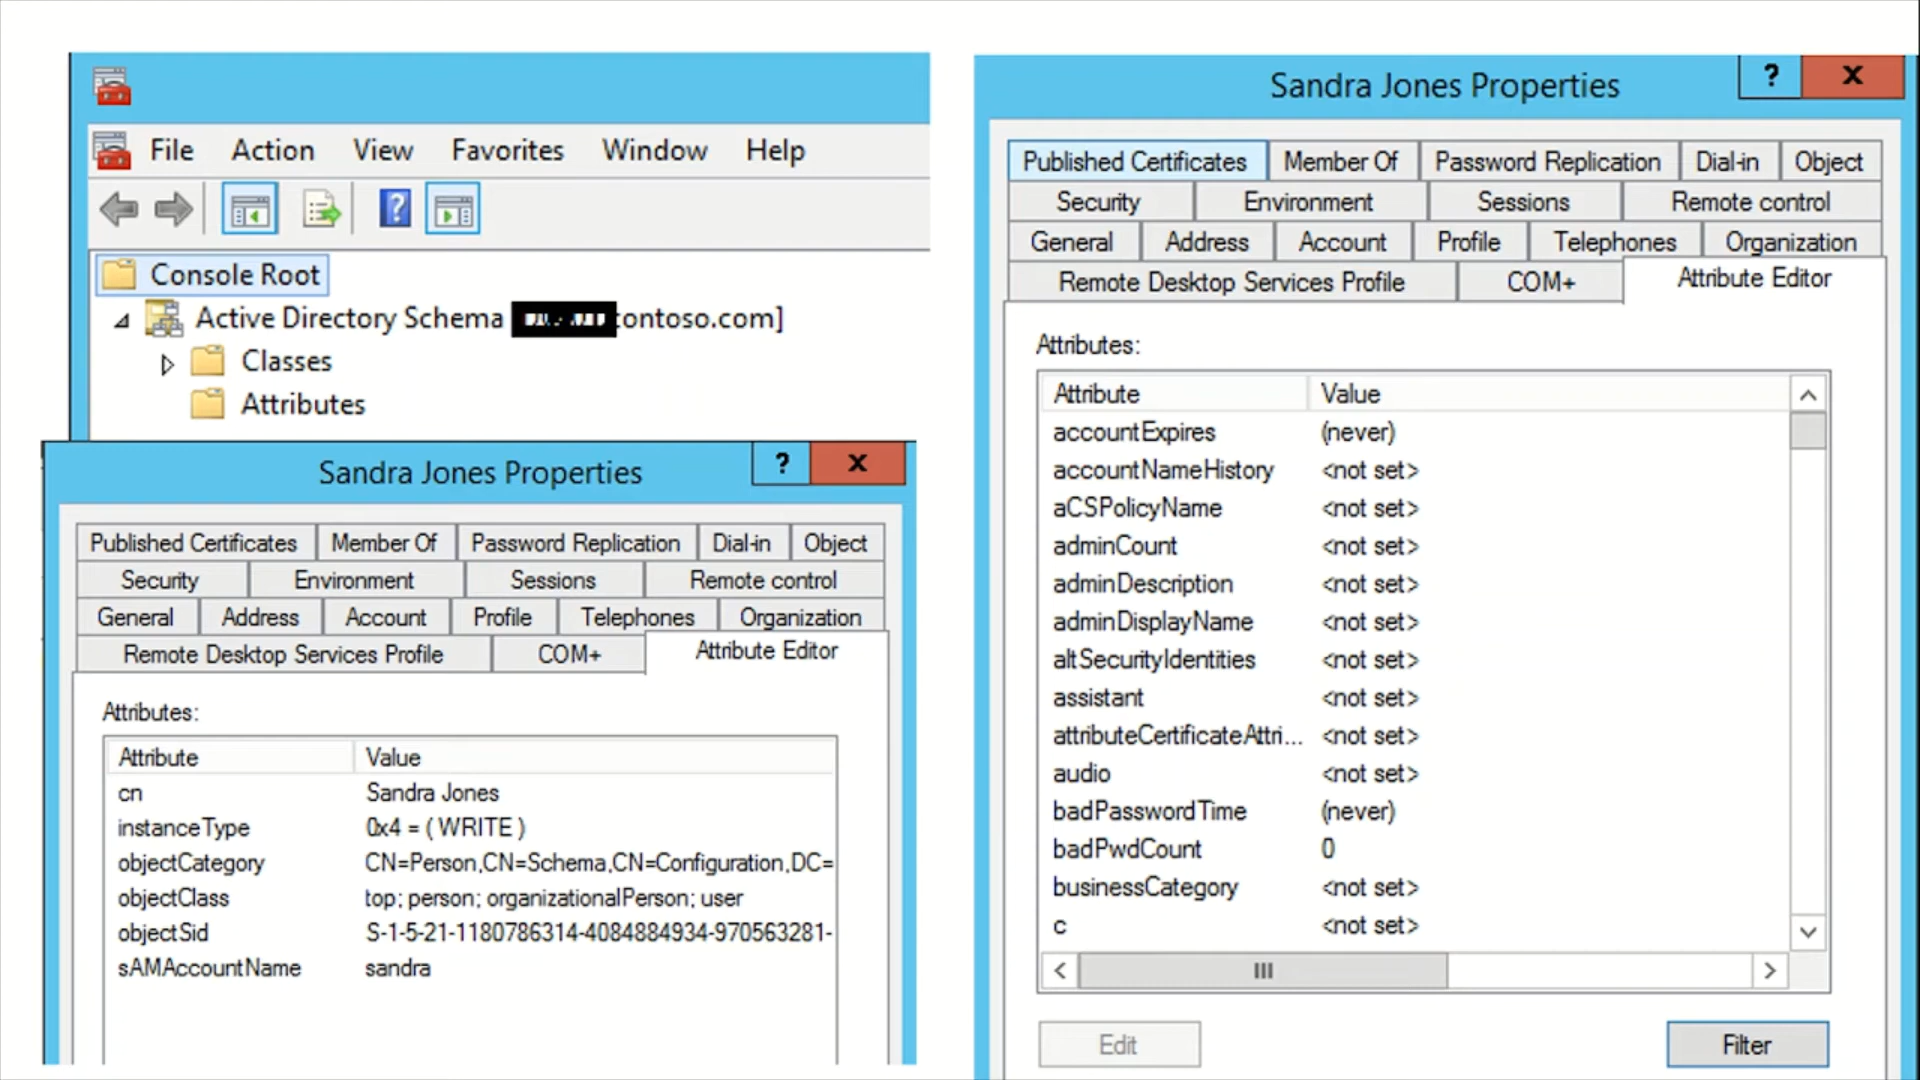 File Action View Favorites Window Help
Console Root
Active Directory Schema contoso.com]
Classes
Attributes
Sandra Jones Properties ? X
Published Certificates Member Of Password Replication Dial-in Object
Security Environment Sessions Remote control
General Address Account Profile Telephones Organization
Remote Desktop Services Profile COM+ Attribute Editor
Attributes:
Attribute Value
cn Sandra Jones
instanceType 0x4 = ( WRITE )
objectCategory CN=Person,CN=Schema,CN=Configuration,DC=
objectClass top; person; organizationalPerson; user
objectSid S-1-5-21-1180786314-4084884934-970563281-
sAMAccountName sandra
Sandra Jones Properties ? X
Published Certificates Member Of Password Replication Dial-in Object
Security Environment Sessions Remote control
General Address Account Profile Telephones Organization
Remote Desktop Services Profile COM+ Attribute Editor
Attributes:
Attribute Value
accountExpires (never)
accountNameHistory <not set>
aCSPolicyName <not set>
adminCount <not set>
adminDescription <not set>
adminDisplayName <not set>
altSecurityIdentities <not set>
assistant <not set>
attributeCertificateAttri... <not set>
audio <not set>
badPasswordTime (never)
badPwdCount 0
businessCategory <not set>
c <not set>
Edit Filter